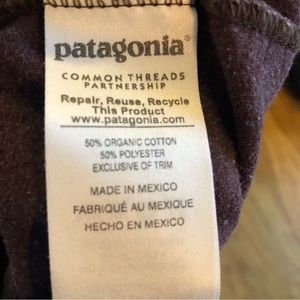 patagonia®
COMMON THREADS
PARTNERSHIP
Repair, Reuse, Recycle
This Product
www.patagonia.com
50% ORGANIC COTTON
50% POLYESTER
EXCLUSIVE OF TRIM
MADE IN MEXICO
FABRIQUÉ AU MEXIQUE
HECHO EN MEXICO